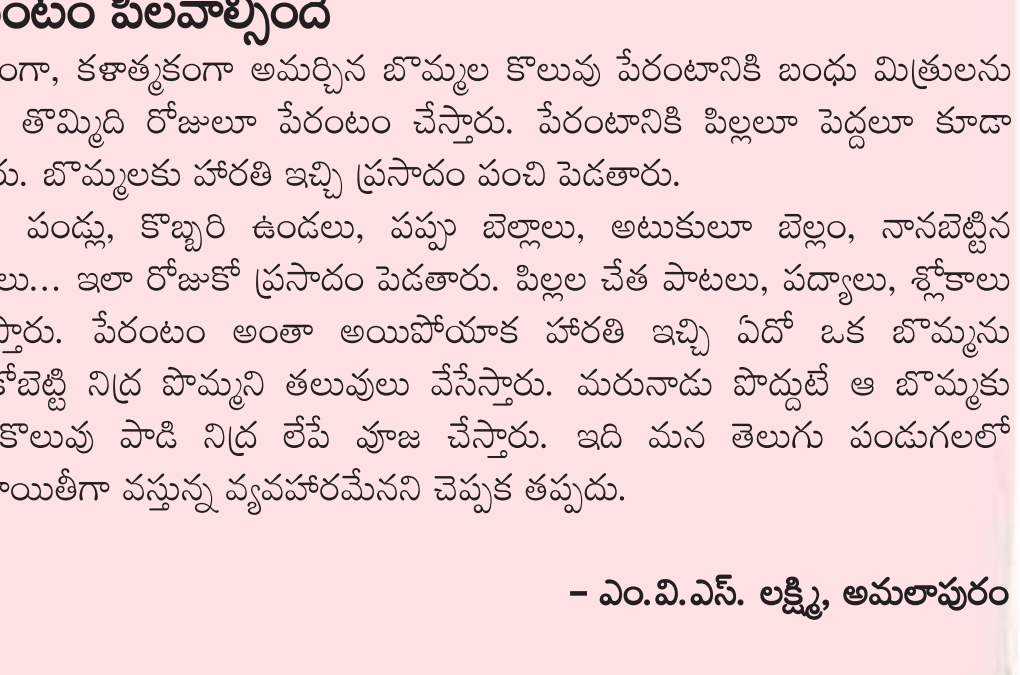 పిలవాల్సిందే
కళాత్మకంగా అమర్చిన బొమ్మల కొలువు పేరంటానికి బంధు మిత్రులను
తొమ్మిది రోజులూ పేరంటం చేస్తారు. పేరంటానికి పిల్లలూ పెద్దలూ కూడా
బొమ్మలకు హారతి ఇచ్చి ప్రసాదం పంచి పెడతారు.
పండ్లు, కొబ్బరి ఉండలు, పప్పు బెల్లాలు, అటుకులూ బెల్లం, నానబెట్టిన
ఇలా రోజుకో ప్రసాదం పెడతారు. పిల్లల చేత పాటలు, పద్యాలు, శ్లోకాలు
పేరంటం అంతా అయిపోయాక హారతి ఇచ్చి ఏదో ఒక బొమ్మను
నిద్ర పొమ్మని తలువులు వేసేస్తారు. మరునాడు పొద్దుటే ఆ బొమ్మకు
కొలువు పాడి నిద్ర లేపే పూజ చేస్తారు. ఇది మన తెలుగు పండుగలలో
వస్తున్న వ్యవహారమేనని చెప్పక తప్పదు.
– ఎం.వి.ఎస్. లక్ష్మి, అమలాపురం